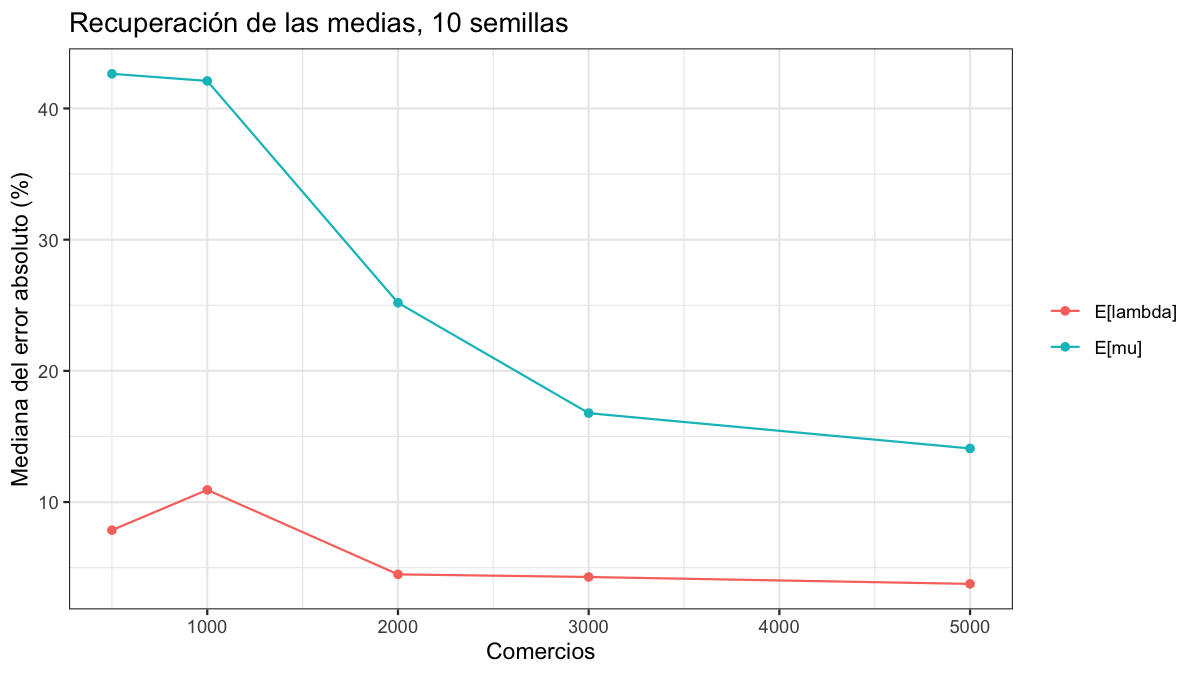 Recuperación de las medias, 10 semillas
Mediana del error absoluto (%)
40
30
20
10
1000 2000 3000 4000 5000
Comercios
E[lambda]
E[mu]